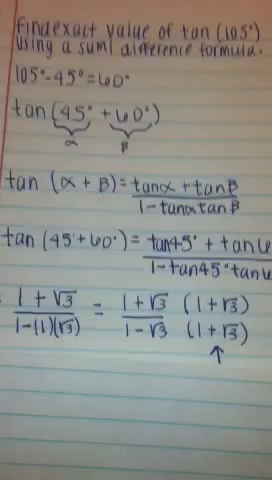 Find exact value of tan (105°)
using a sum/difference formula.
105° - 45° = 60°
tan (45° + 60°)
α β
tan (α + β) = tanα + tanβ / 1 - tanα tanβ
tan (45° + 60°) = tan45° + tan6 / 1 - tan45° tan6
1 + √3 / 1 - (1)(√3) = 1 + √3 / 1 - √3 (1 + √3) / (1 + √3)
↑